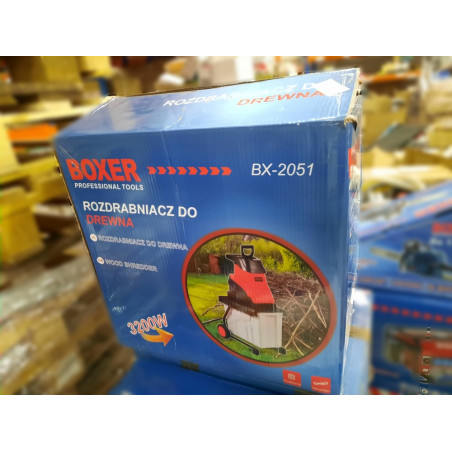 ROZDRABNIACZ DO
DREWNA
BOXER
PROFESSIONAL TOOLS
BX-2051
ROZDRABNIACZ DO
DREWNA
ROZDRABNIACZ DO DREWNA
WOOD SHREDDER
3200W